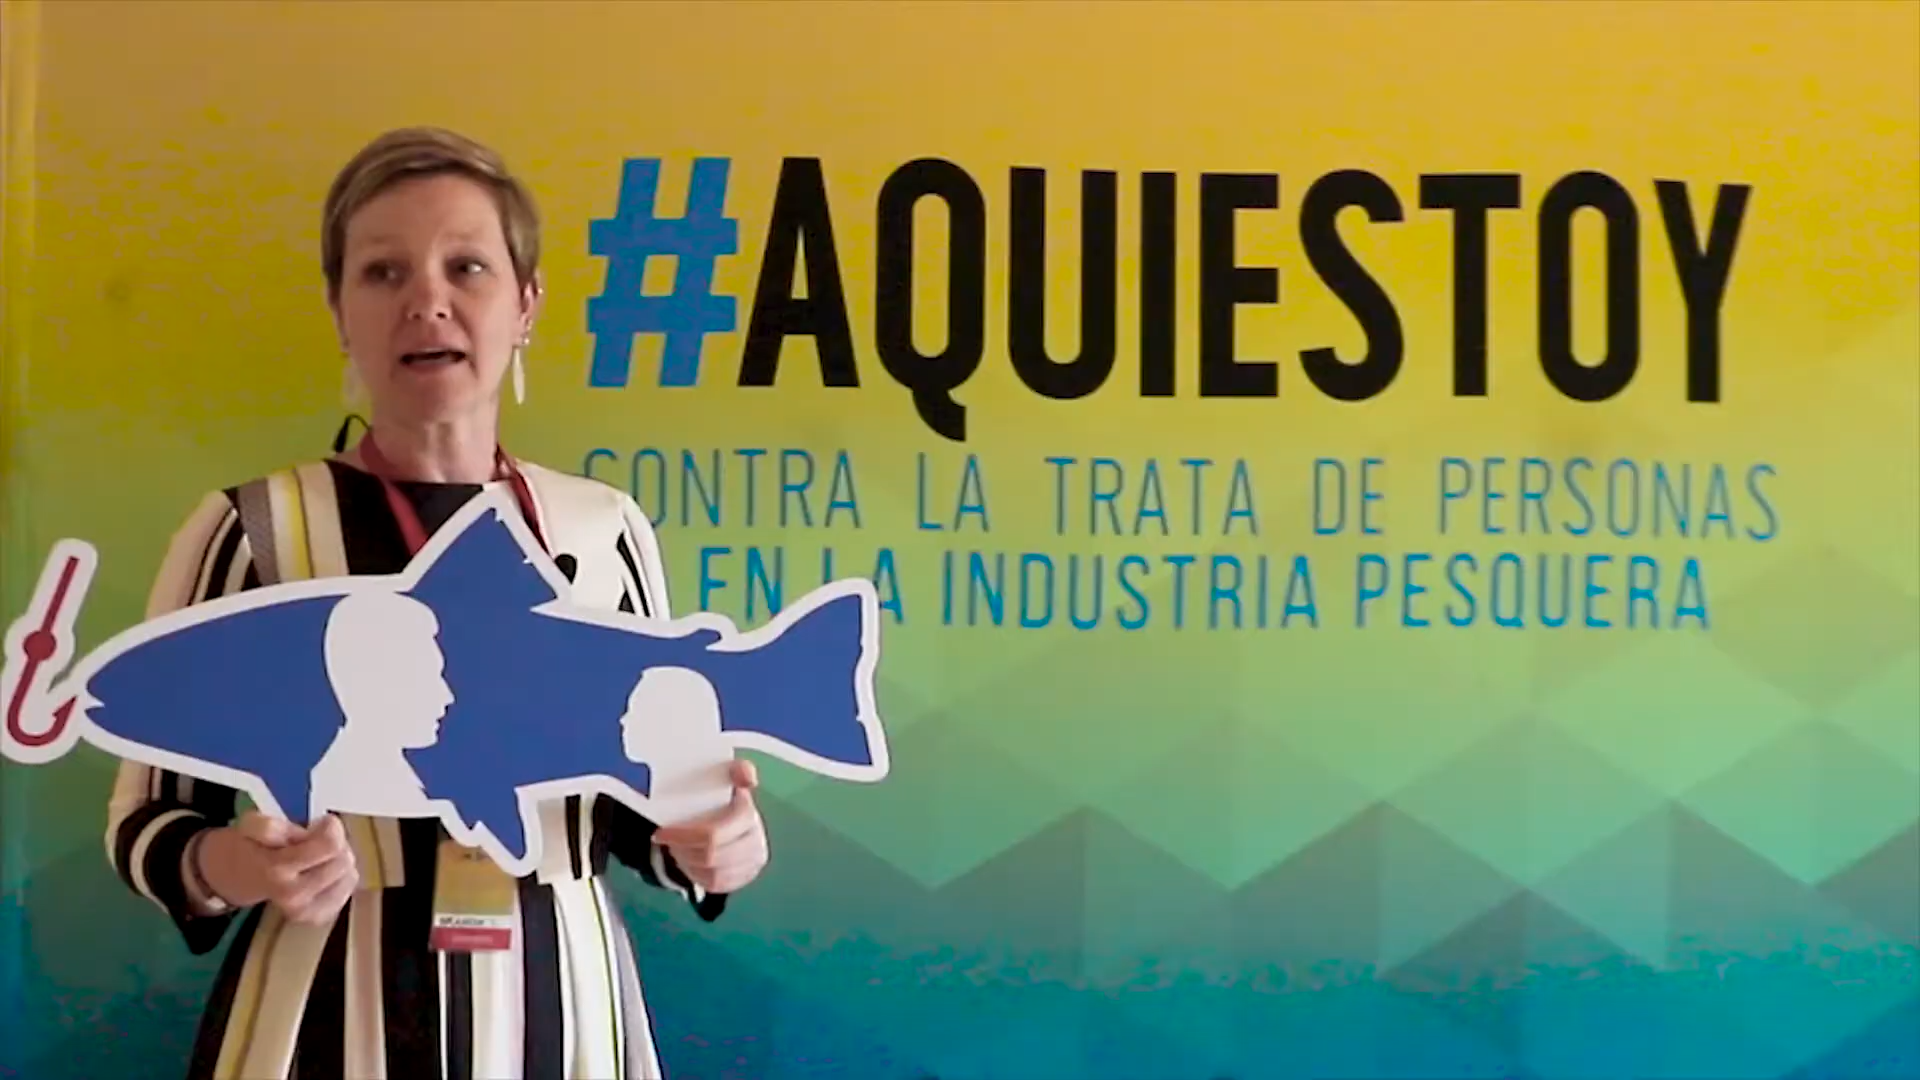 #AQUIESTOY
CONTRA LA TRATA DE PERSONAS
EN LA INDUSTRIA PESQUERA